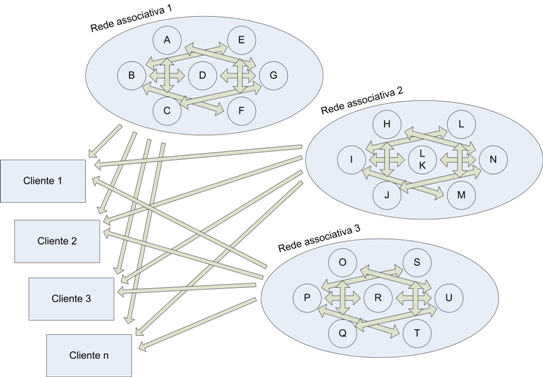 Rede associativa 1
A
E
B
D
G
C
F
Rede associativa 2
H
L
I
L
K
N
J
M
Cliente 1
Cliente 2
Cliente 3
Cliente n
Rede associativa 3
O
S
P
R
U
Q
T